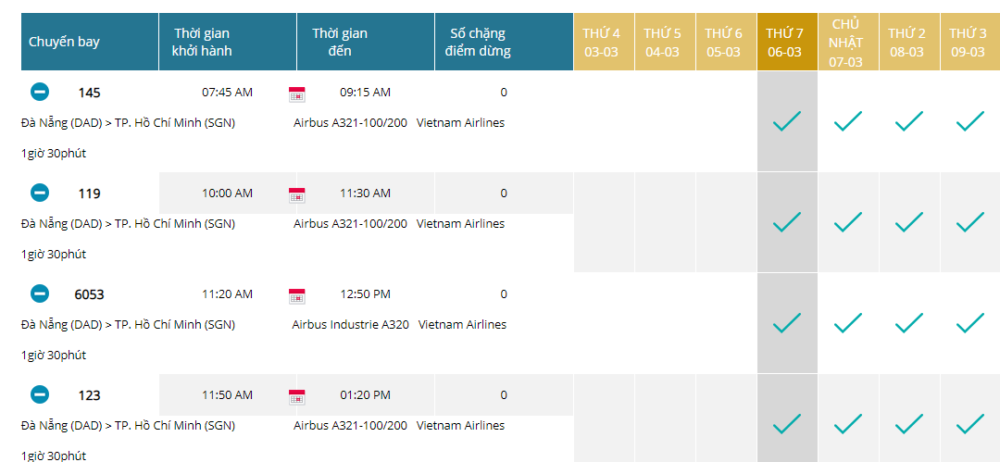 Chuyến bay
Thời gian
khởi hành
Thời gian
đến
Số chặng
điểm dừng
THỨ 4
03-03
THỨ 5
04-03
THỨ 6
05-03
THỨ 7
06-03
CHỦ
NHẬT
07-03
THỨ 2
08-03
THỨ 3
09-03
145 07:45 AM 09:15 AM 0
Đà Nẵng (DAD) > TP. Hồ Chí Minh (SGN) Airbus A321-100/200 Vietnam Airlines
1giờ 30phút
119 10:00 AM 11:30 AM 0
Đà Nẵng (DAD) > TP. Hồ Chí Minh (SGN) Airbus A321-100/200 Vietnam Airlines
1giờ 30phút
6053 11:20 AM 12:50 PM 0
Đà Nẵng (DAD) > TP. Hồ Chí Minh (SGN) Airbus Industrie A320 Vietnam Airlines
1giờ 30phút
123 11:50 AM 01:20 PM 0
Đà Nẵng (DAD) > TP. Hồ Chí Minh (SGN) Airbus A321-100/200 Vietnam Airlines
1giờ 30phút